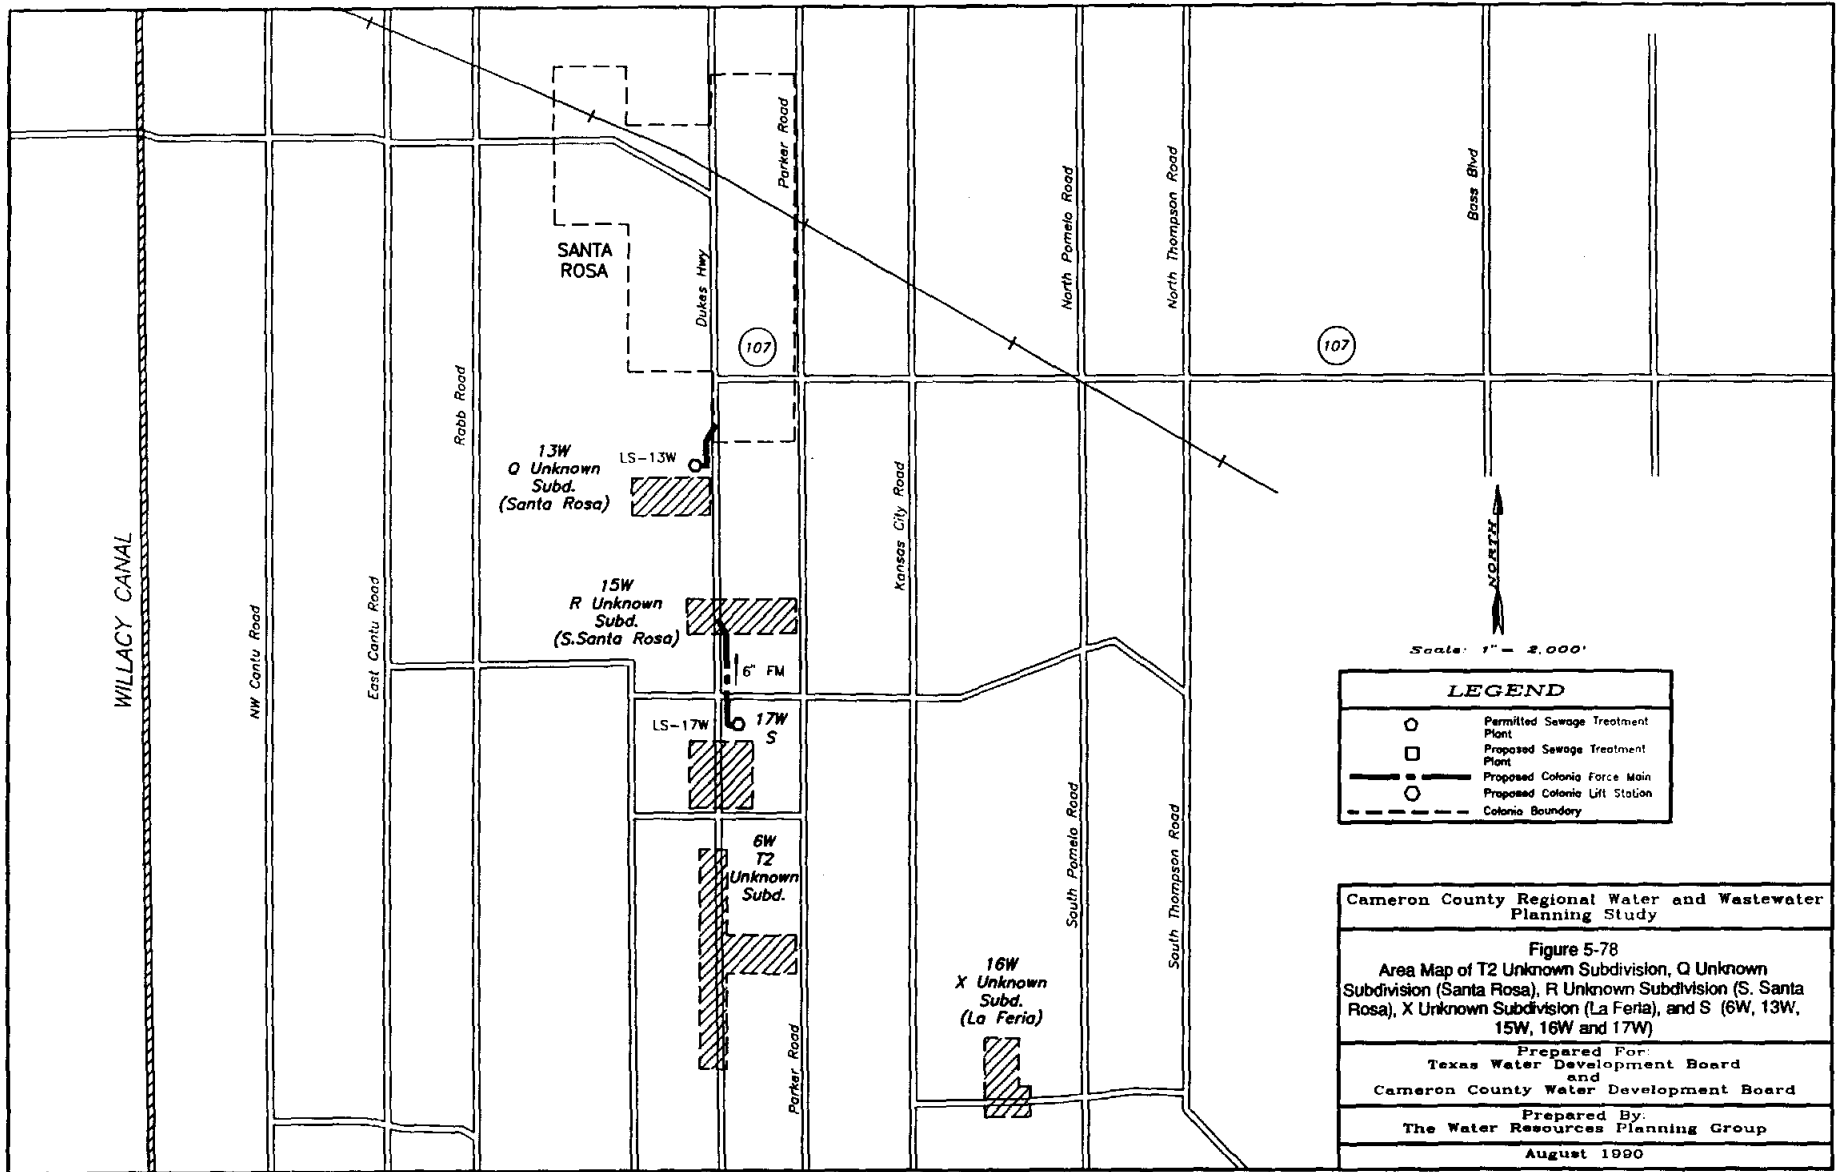 Parker Road
North Pomelo Road
North Thompson Road
Bass Blvd
SANTA
ROSA
Dukes Hwy
107
107
Rabb Road
13W
Q Unknown
Subd.
(Santa Rosa)
LS-13W
Kansas City Road
WILLACY CANAL
NW Cantu Road
East Cantu Road
15W
R Unknown
Subd.
(S.Santa Rosa)
6" FM
LS-17W
17W
S
6W
T2
Unknown
Subd.
South Pomelo Road
South Thompson Road
16W
X Unknown
Subd.
(La Feria)
Parker Road
NORTH
Scale: 1" = 2,000'
LEGEND
Permitted Sewage Treatment
Plant
Proposed Sewage Treatment
Plant
Proposed Colonia Force Main
Proposed Colonia Lift Station
Colonia Boundary
Cameron County Regional Water and Wastewater
Planning Study
Figure 5-78
Area Map of T2 Unknown Subdivision, Q Unknown
Subdivision (Santa Rosa), R Unknown Subdivision (S. Santa
Rosa), X Unknown Subdivision (La Feria), and S (6W, 13W,
15W, 16W and 17W)
Prepared For:
Texas Water Development Board
and
Cameron County Water Development Board
Prepared By:
The Water Resources Planning Group
August 1990